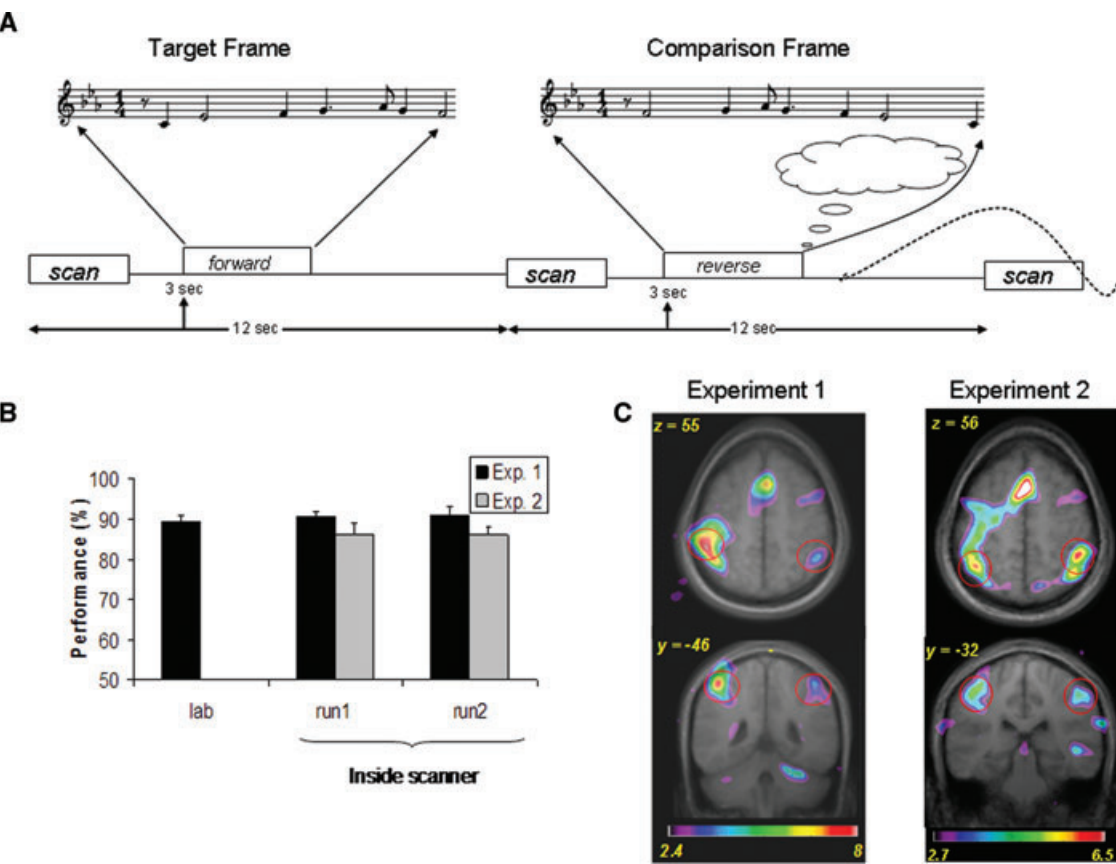 A
Target Frame
Comparison Frame
scan
forward
scan
reverse
scan
3 sec
3 sec
12 sec
12 sec
B
Exp. 1
Exp. 2
Performance (%)
100
90
80
70
60
50
lab
run1
run2
Inside scanner
C
Experiment 1
Experiment 2
z = 55
z = 56
y = -46
y = -32
2.4
8
2.7
6.5